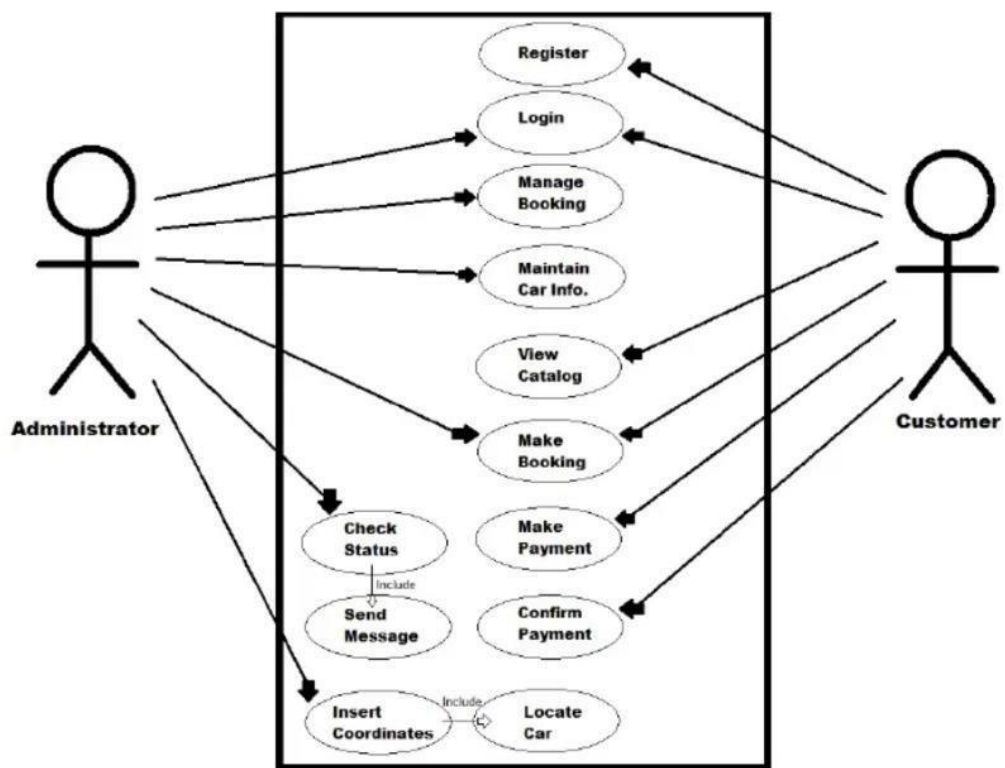 Register
Login
Manage
Booking
Maintain
Car Info.
View
Catalog
Administrator
Customer
Make
Booking
Check
Status
Make
Payment
Include
Send
Message
Confirm
Payment
Include
Insert
Coordinates
Locate
Car